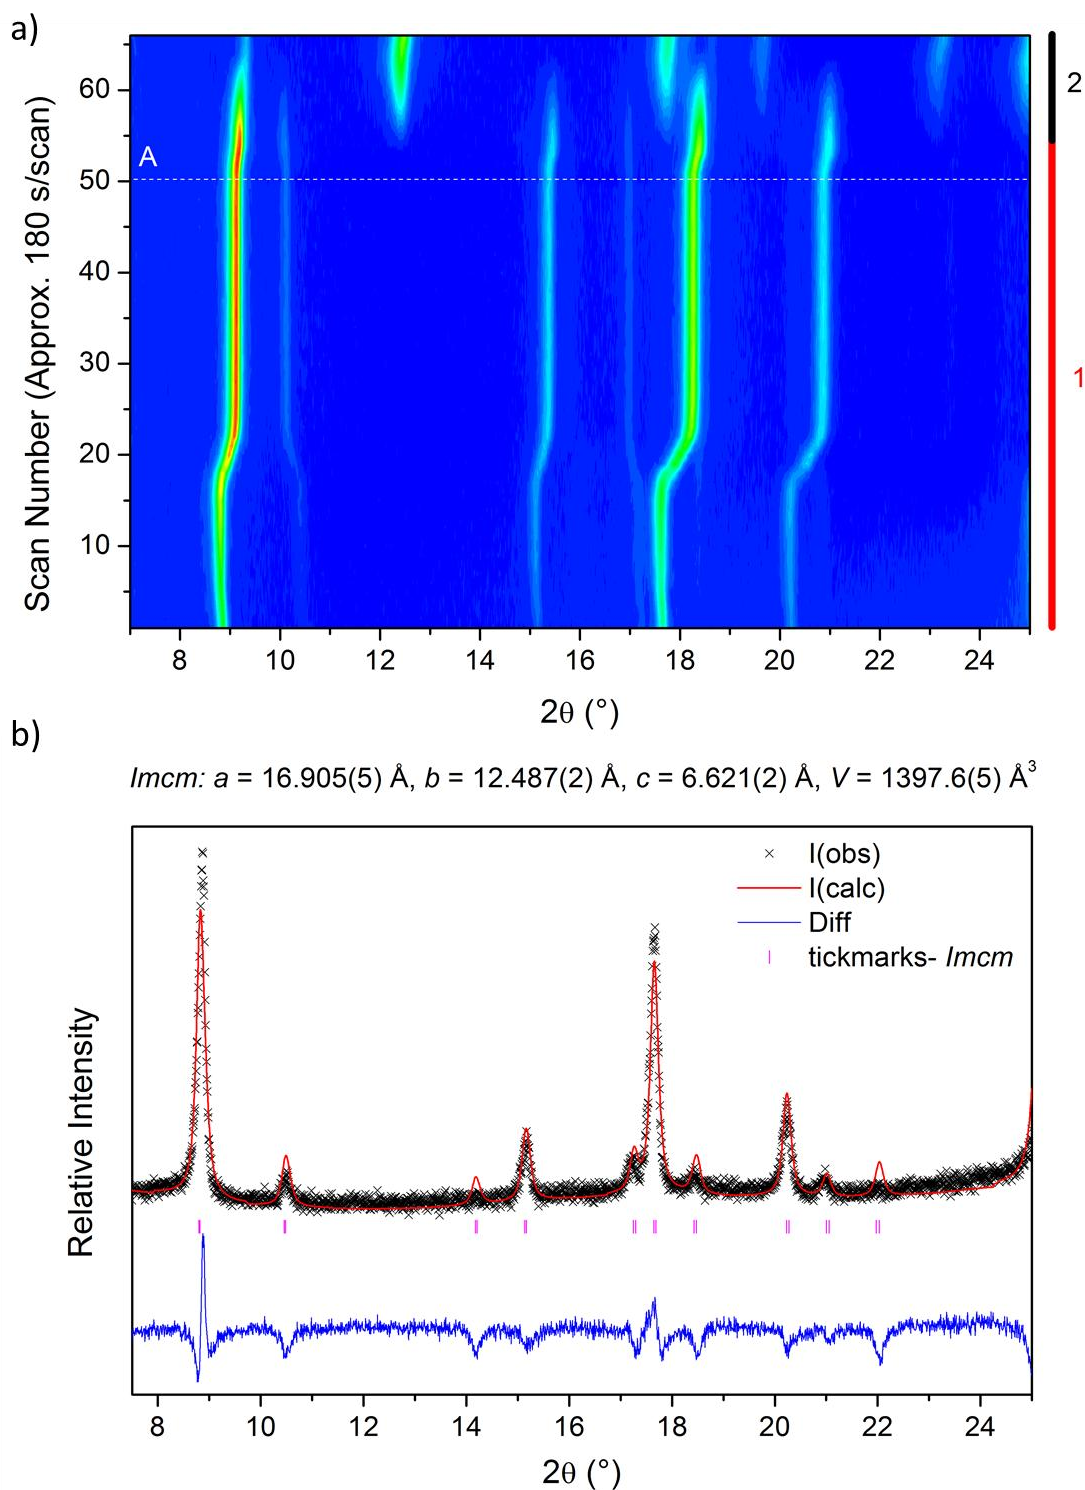 a)
60
50
40
30
20
10
Scan Number (Approx. 180 s/scan)
A
2
1
8 10 12 14 16 18 20 22 24
2θ (°)
b)
Imcm: a = 16.905(5) Å, b = 12.487(2) Å, c = 6.621(2) Å, V = 1397.6(5) Å³
I(obs)
I(calc)
Diff
tickmarks- Imcm
Relative Intensity
8 10 12 14 16 18 20 22 24
2θ (°)